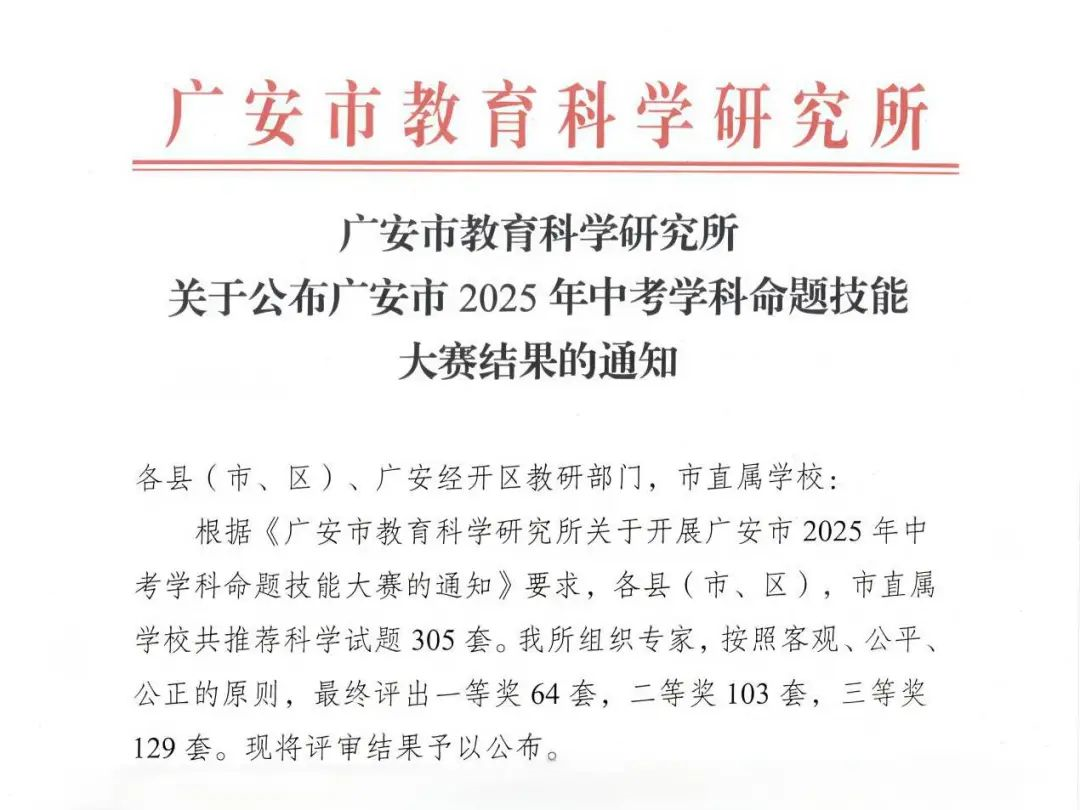 广安市教育科学研究所
广安市教育科学研究所
关于公布广安市 2025 年中考学科命题技能
大赛结果的通知
各县（市、区）、广安经开区教研部门，市直属学校：
根据《广安市教育科学研究所关于开展广安市 2025 年中
考学科命题技能大赛的通知》要求，各县（市、区），市直属
学校共推荐科学试题 305 套。我所组织专家，按照客观、公平、
公正的原则，最终评出一等奖 64 套，二等奖 103 套，三等奖
129 套。现将评审结果予以公布。